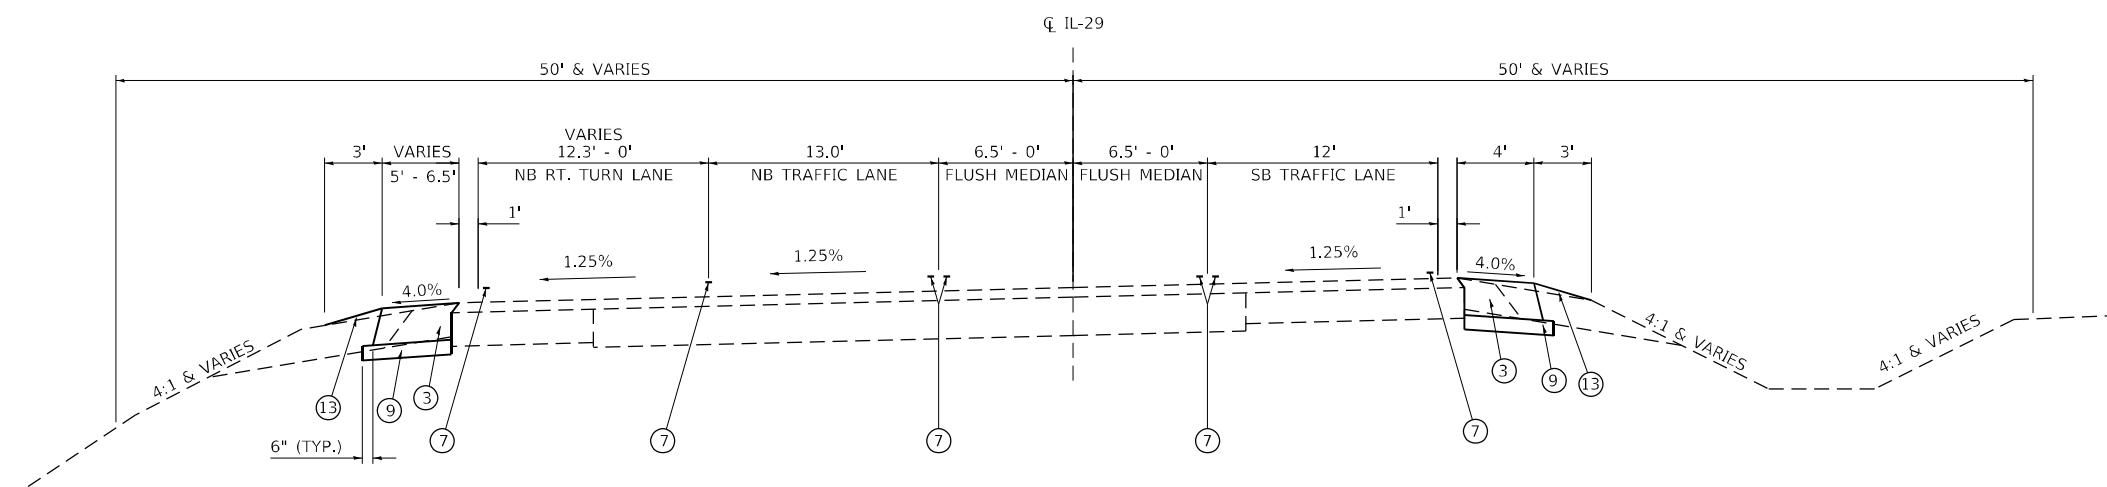 ℄ IL-29
50' & VARIES
50' & VARIES
VARIES
3'
VARIES
12.3' - 0'
13.0'
6.5' - 0'
6.5' - 0'
12'
4'
3'
5' - 6.5'
NB RT. TURN LANE
NB TRAFFIC LANE
FLUSH MEDIAN
FLUSH MEDIAN
SB TRAFFIC LANE
1'
1'
1.25%
1.25%
1.25%
4.0%
4.0%
4:1 & VARIES
4:1 & VARIES
4:1 & VARIES
13
9
3
7
7
7
7
7
3
9
13
6" (TYP.)